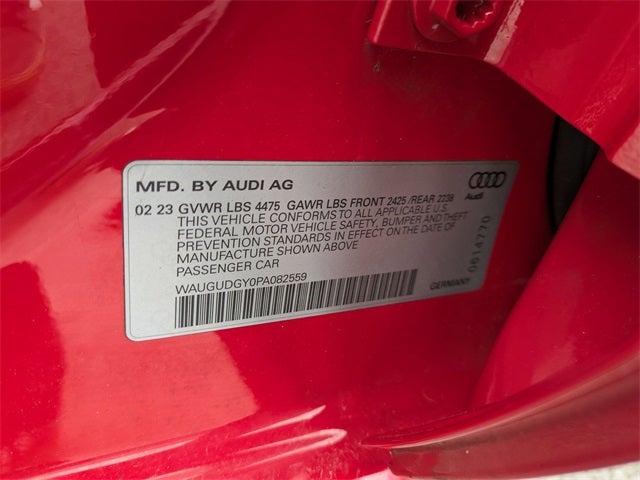 MFD. BY AUDI AG
02 23 GVWR LBS 4475 GAWR LBS FRONT 2425 /REAR 2238
THIS VEHICLE CONFORMS TO ALL APPLICABLE U.S.
FEDERAL MOTOR VEHICLE SAFETY, BUMPER AND THEFT
PREVENTION STANDARDS IN EFFECT ON THE DATE OF
MANUFACTURE SHOWN ABOVE
PASSENGER CAR
WAUGUDGY0PA082559
Audi
0614770
GERMANY